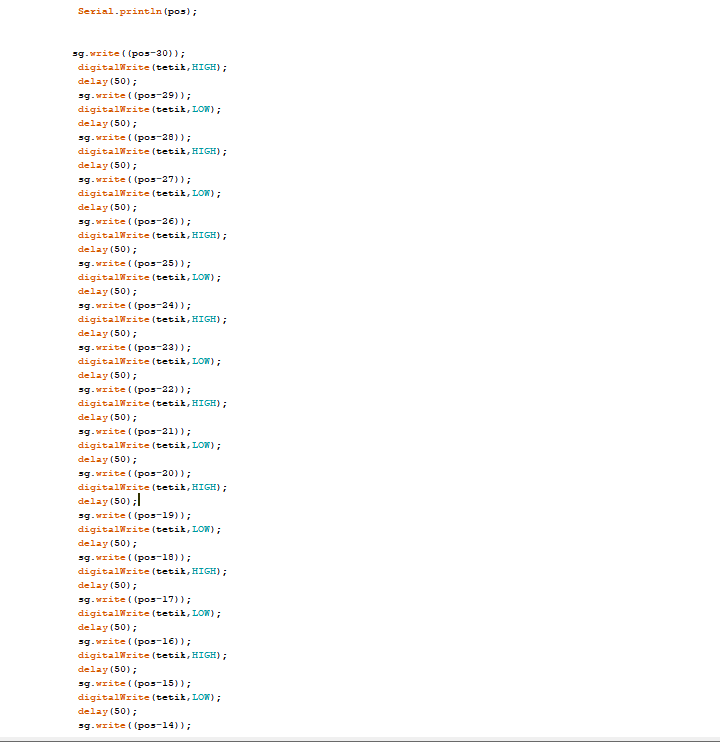 Serial.println(pos);
sg.write((pos-30));
digitalWrite(tetik,HIGH);
delay(50);
sg.write((pos-29));
digitalWrite(tetik,LOW);
delay(50);
sg.write((pos-28));
digitalWrite(tetik,HIGH);
delay(50);
sg.write((pos-27));
digitalWrite(tetik,LOW);
delay(50);
sg.write((pos-26));
digitalWrite(tetik,HIGH);
delay(50);
sg.write((pos-25));
digitalWrite(tetik,LOW);
delay(50);
sg.write((pos-24));
digitalWrite(tetik,HIGH);
delay(50);
sg.write((pos-23));
digitalWrite(tetik,LOW);
delay(50);
sg.write((pos-22));
digitalWrite(tetik,HIGH);
delay(50);
sg.write((pos-21));
digitalWrite(tetik,LOW);
delay(50);
sg.write((pos-20));
digitalWrite(tetik,HIGH);
delay(50);
sg.write((pos-19));
digitalWrite(tetik,LOW);
delay(50);
sg.write((pos-18));
digitalWrite(tetik,HIGH);
delay(50);
sg.write((pos-17));
digitalWrite(tetik,LOW);
delay(50);
sg.write((pos-16));
digitalWrite(tetik,HIGH);
delay(50);
sg.write((pos-15));
digitalWrite(tetik,LOW);
delay(50);
sg.write((pos-14));